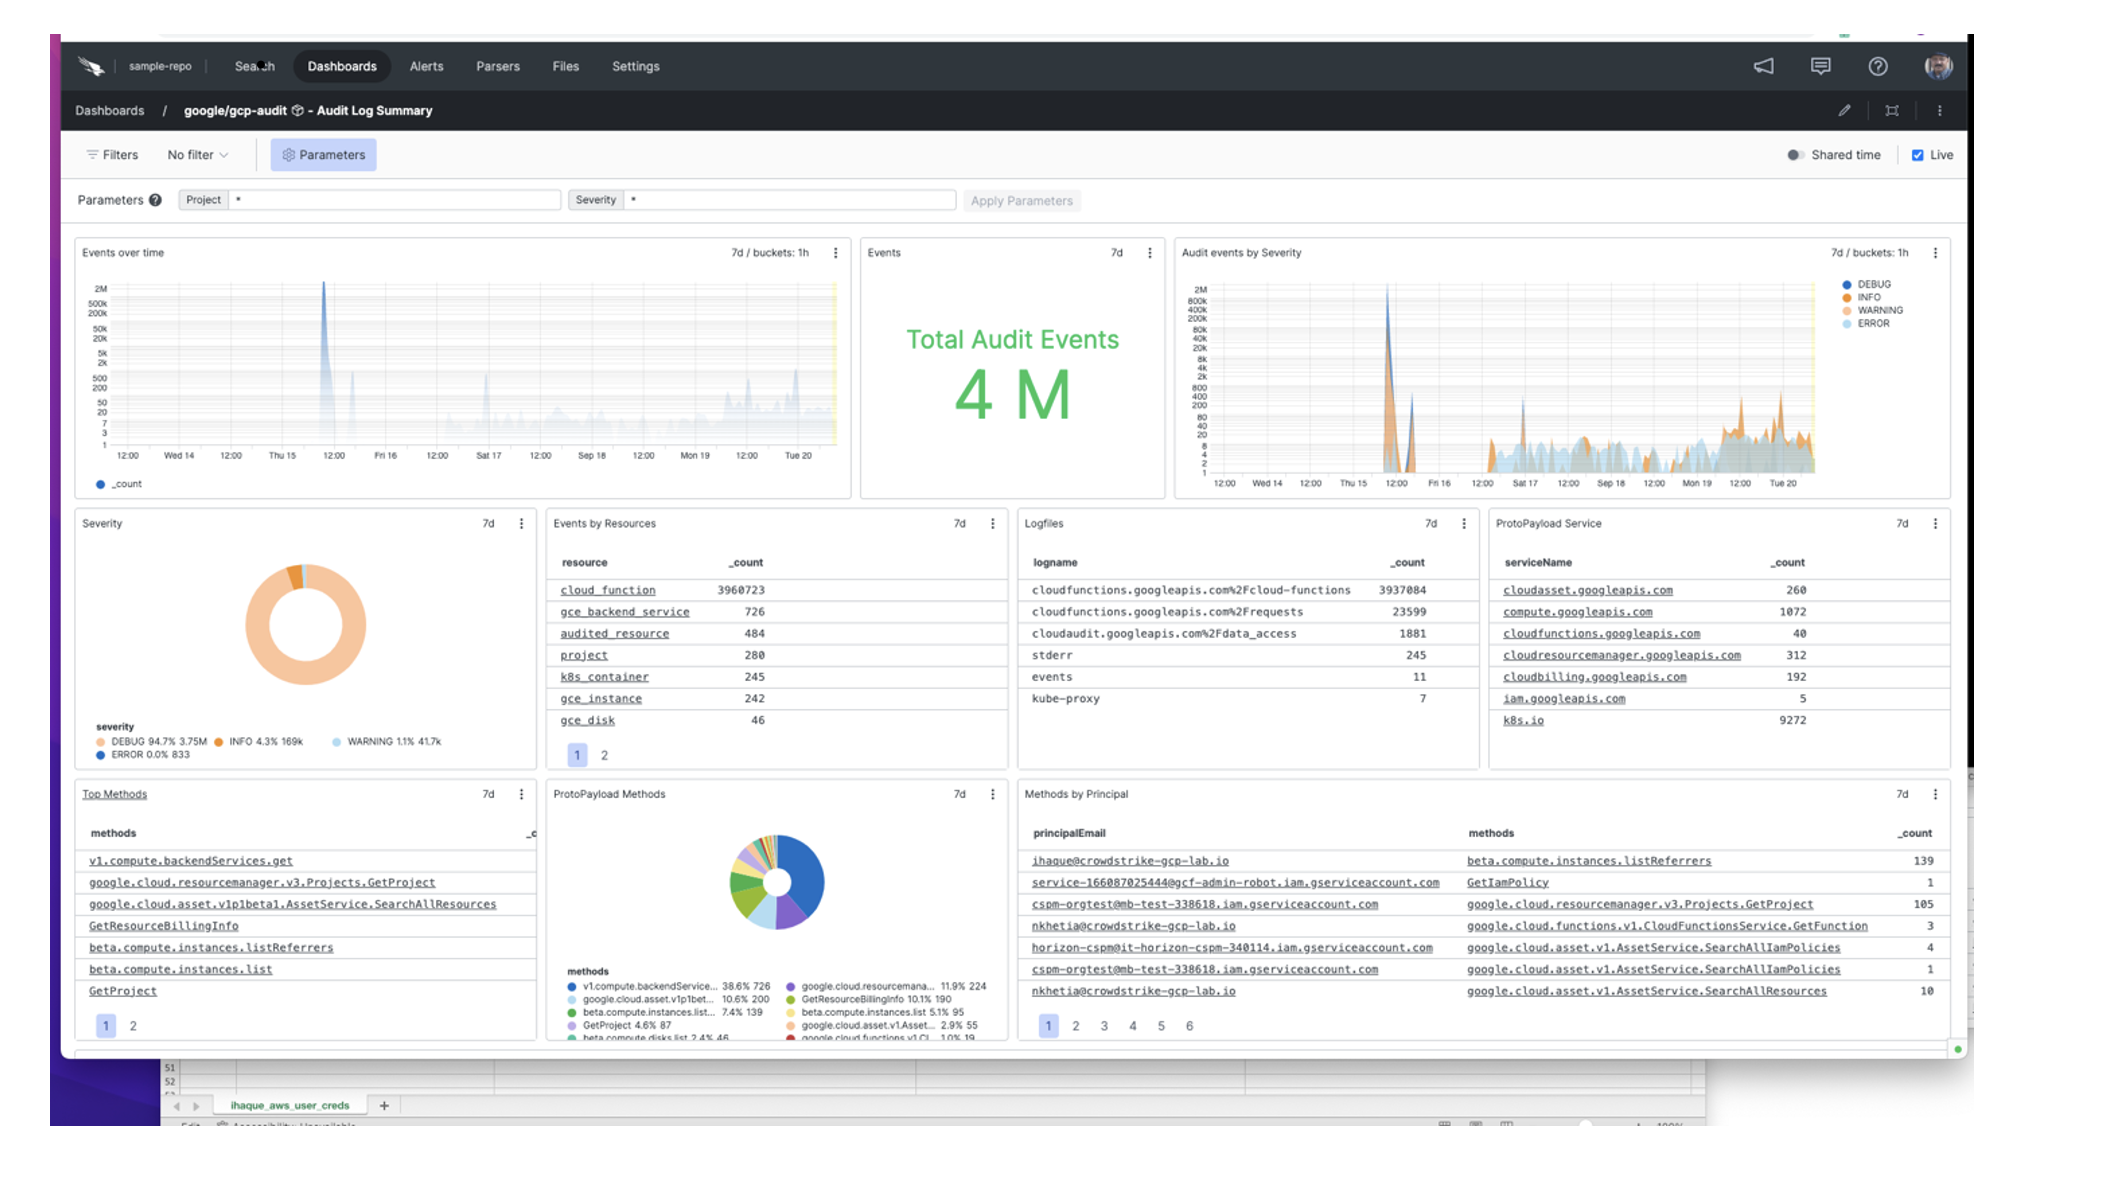 sample-repo Search Dashboards Alerts Parsers Files Settings
Dashboards / google/gcp-audit - Audit Log Summary
Filters No filter Parameters Shared time Live
Parameters Project * Severity * Apply Parameters
Events over time 7d / buckets: 1h
2M
500k
200k
50k
20k
5k
2k
500
200
50
20
7
3
1
12:00 Wed 14 12:00 Thu 15 12:00 Fri 16 12:00 Sat 17 12:00 Sep 18 12:00 Mon 19 12:00 Tue 20
_count
Events 7d
Total Audit Events
4 M
Audit events by Severity 7d / buckets: 1h
DEBUG
INFO
WARNING
ERROR
2M
800k
400k
200k
80k
40k
20k
8k
4k
2k
800
400
200
80
40
20
8
4
2
1
12:00 Wed 14 12:00 Thu 15 12:00 Fri 16 12:00 Sat 17 12:00 Sep 18 12:00 Mon 19 12:00 Tue 20
Severity 7d
severity
DEBUG 94.7% 3.75M INFO 4.3% 169k WARNING 1.1% 41.7k
ERROR 0.0% 833
Events by Resources 7d
resource _count
cloud_function 3960723
gce_backend_service 726
audited_resource 484
project 280
k8s_container 245
gce_instance 242
gce_disk 46
1 2
Logfiles 7d
logname _count
cloudfunctions.googleapis.com%2Fcloud-functions 3937084
cloudfunctions.googleapis.com%2Frequests 23599
cloudaudit.googleapis.com%2Fdata_access 1881
stderr 245
events 11
kube-proxy 7
ProtoPayload Service 7d
serviceName _count
cloudasset.googleapis.com 260
compute.googleapis.com 1072
cloudfunctions.googleapis.com 40
cloudresourcemanager.googleapis.com 312
cloudbilling.googleapis.com 192
iam.googleapis.com 5
k8s.io 9272
Top Methods 7d
methods _c
v1.compute.backendServices.get
google.cloud.resourcemanager.v3.Projects.GetProject
google.cloud.asset.v1p1beta1.AssetService.SearchAllResources
GetResourceBillingInfo
beta.compute.instances.listReferrers
beta.compute.instances.list
GetProject
1 2
ProtoPayload Methods 7d
methods
v1.compute.backendService... 38.6% 726 google.cloud.resourcemana... 11.9% 224
google.cloud.asset.v1p1bet... 10.6% 200 GetResourceBillingInfo 10.1% 190
beta.compute.instances.list... 7.4% 139 beta.compute.instances.list 5.1% 95
GetProject 4.6% 87 google.cloud.asset.v1.Asset... 2.9% 55
beta.compute.disks.list 2.4% 46 google.cloud.functions.v1.Cl... 1.0% 19
Methods by Principal 7d
principalEmail methods _count
ihaque@crowdstrike-gcp-lab.io beta.compute.instances.listReferrers 139
service-166087025444@gcf-admin-robot.iam.gserviceaccount.com GetIamPolicy 1
cspm-orgtest@mb-test-338618.iam.gserviceaccount.com google.cloud.resourcemanager.v3.Projects.GetProject 105
nkhetia@crowdstrike-gcp-lab.io google.cloud.functions.v1.CloudFunctionsService.GetFunction 3
horizon-cspm@it-horizon-cspm-340114.iam.gserviceaccount.com google.cloud.asset.v1.AssetService.SearchAllIamPolicies 4
cspm-orgtest@mb-test-338618.iam.gserviceaccount.com google.cloud.asset.v1.AssetService.SearchAllIamPolicies 1
nkhetia@crowdstrike-gcp-lab.io google.cloud.asset.v1.AssetService.SearchAllResources 10
1 2 3 4 5 6
51
52
ihaque_aws_user_creds